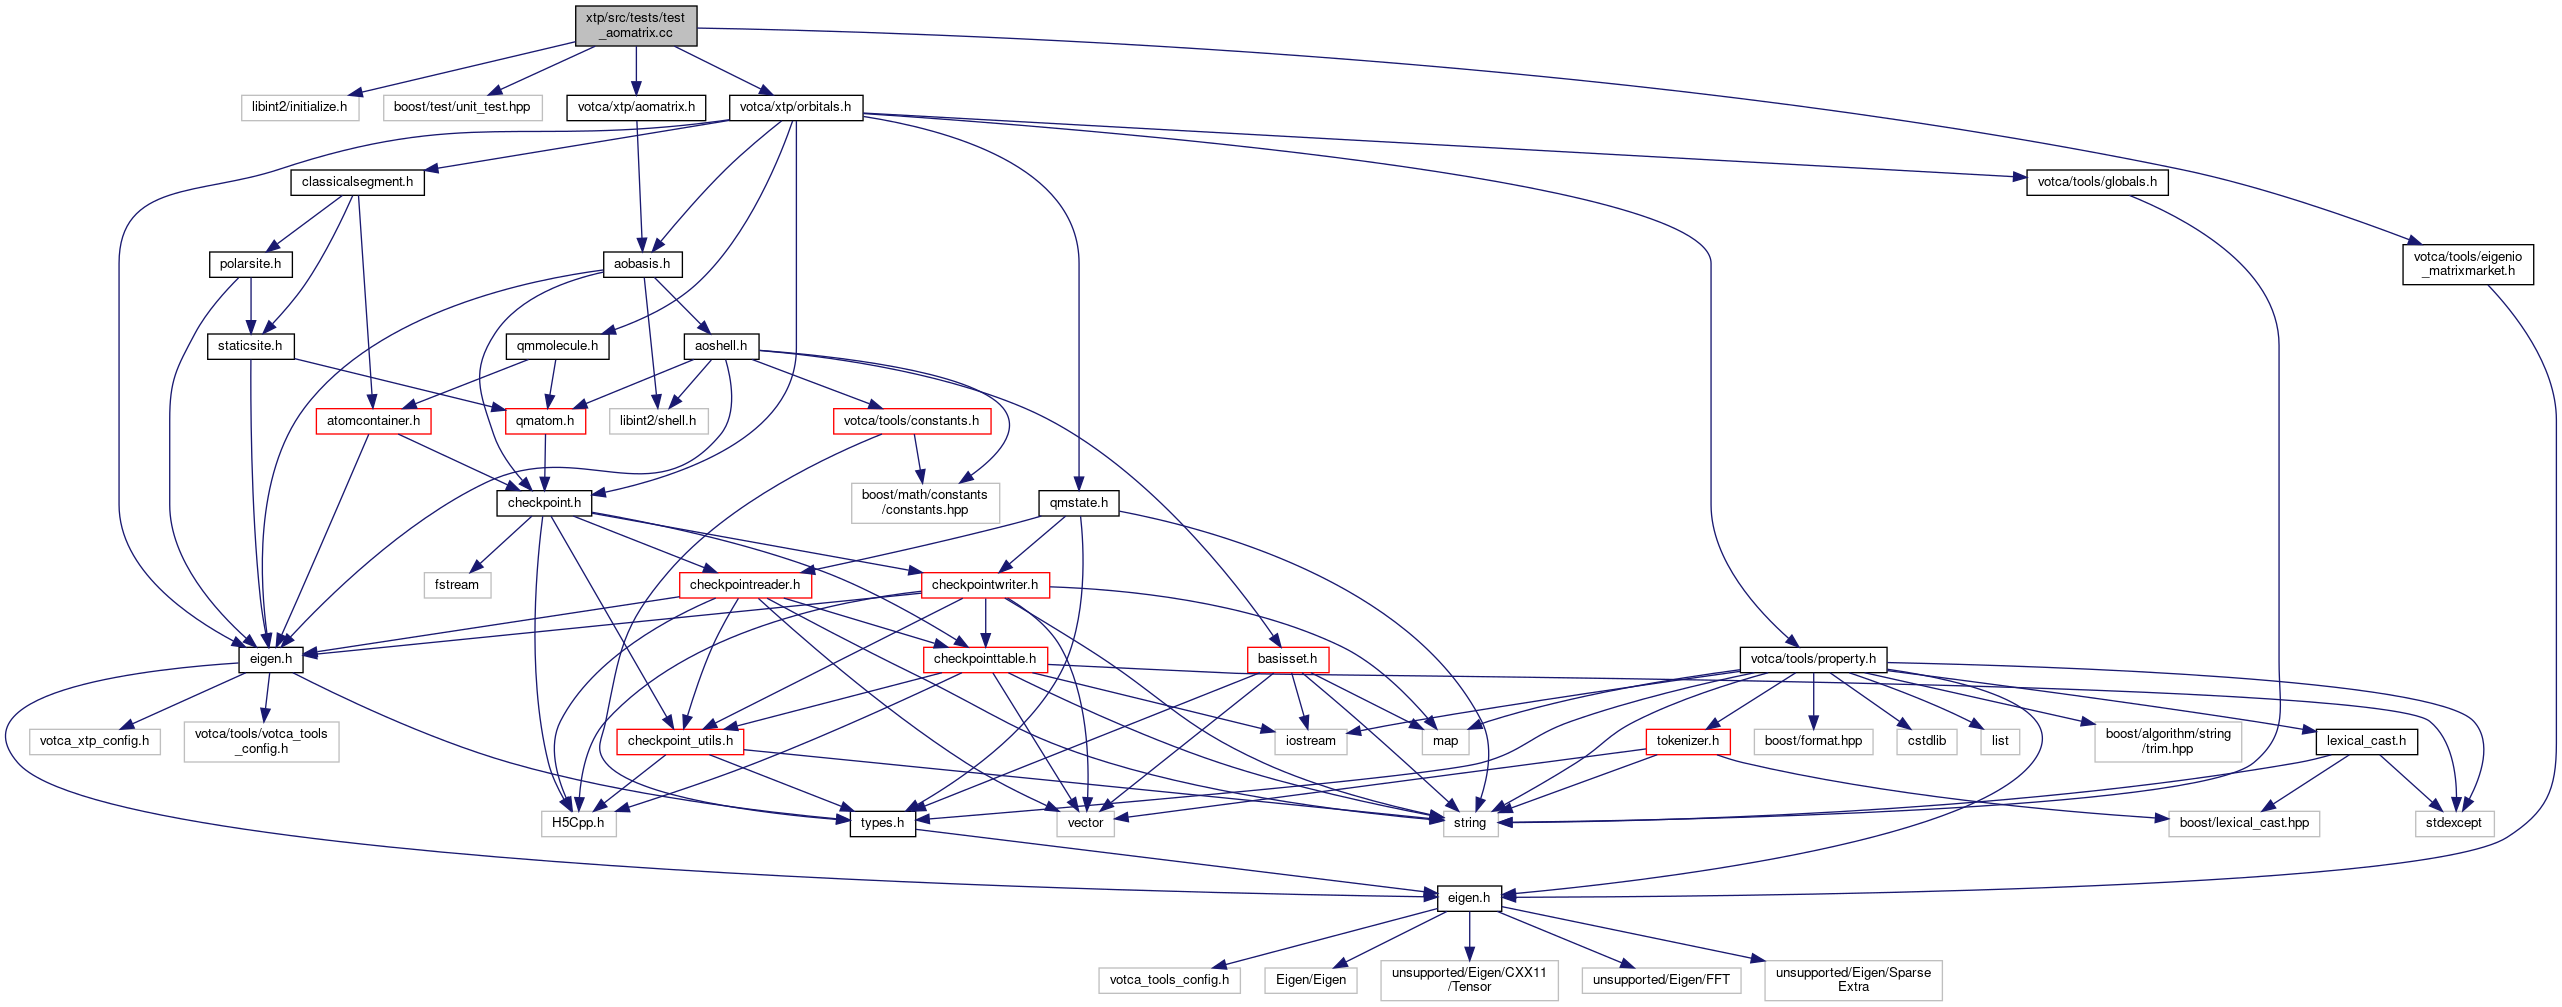 xtp/src/tests/test
_aomatrix.cc
libint2/initialize.h
boost/test/unit_test.hpp
votca/xtp/aomatrix.h
votca/xtp/orbitals.h
classicalsegment.h
votca/tools/globals.h
polarsite.h
aobasis.h
votca/tools/eigenio
_matrixmarket.h
staticsite.h
qmmolecule.h
aoshell.h
atomcontainer.h
qmatom.h
libint2/shell.h
votca/tools/constants.h
checkpoint.h
boost/math/constants
/constants.hpp
qmstate.h
fstream
checkpointreader.h
checkpointwriter.h
eigen.h
checkpointtable.h
basisset.h
votca/tools/property.h
votca_xtp_config.h
votca/tools/votca_tools
_config.h
checkpoint_utils.h
iostream
map
tokenizer.h
boost/format.hpp
cstdlib
list
boost/algorithm/string
/trim.hpp
lexical_cast.h
H5Cpp.h
types.h
vector
string
boost/lexical_cast.hpp
stdexcept
eigen.h
votca_tools_config.h
Eigen/Eigen
unsupported/Eigen/CXX11
/Tensor
unsupported/Eigen/FFT
unsupported/Eigen/Sparse
Extra